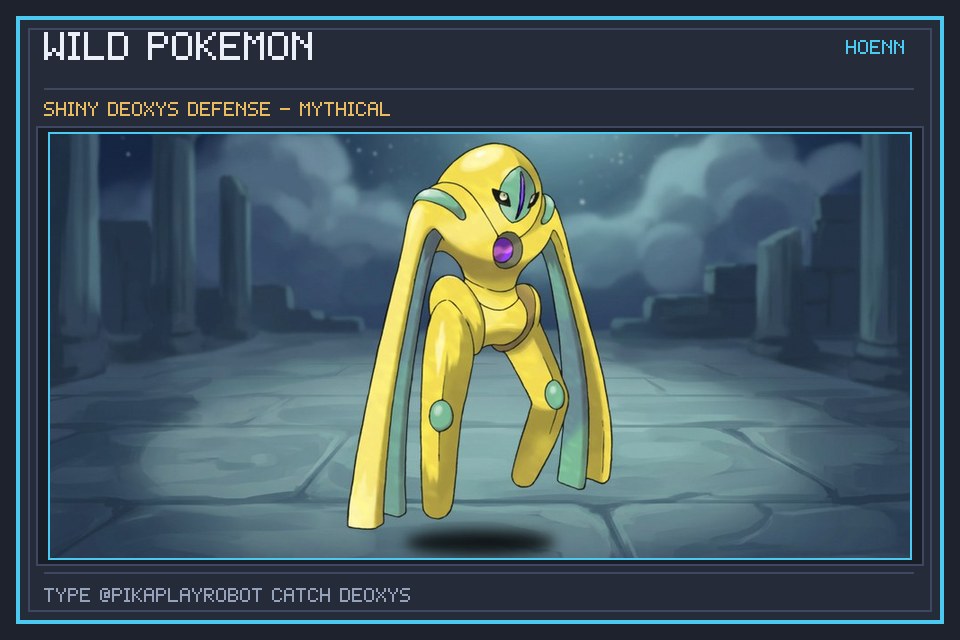 WILD POKEMON
HOENN
SHINY DEOXYS DEFENSE - MYTHICAL
TYPE @PIKAPLAYROBOT CATCH DEOXYS